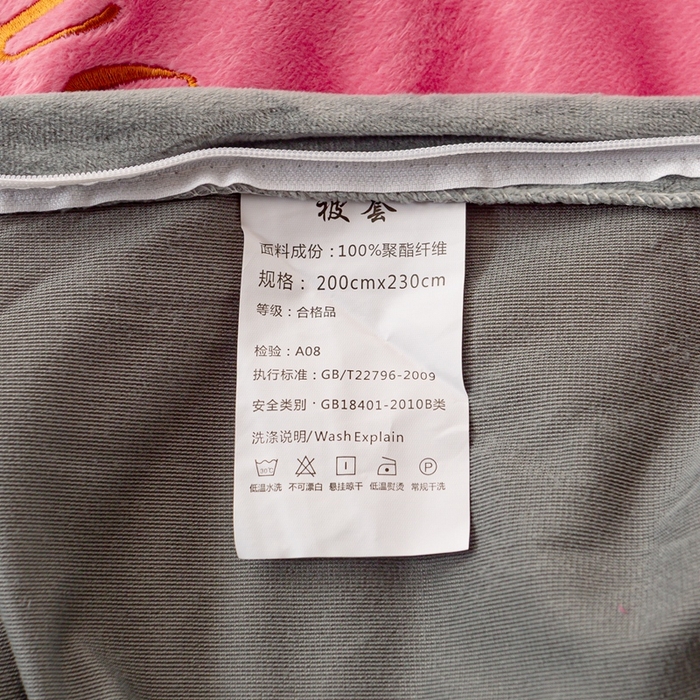 被套
面料成份：100%聚酯纤维
规格：200cmx230cm
等级：合格品
检验：A08
执行标准：GB/T22796-2009
安全类别：GB18401-2010B类
洗涤说明/Wash Explain
30℃ P
低温水洗 不可漂白 悬挂晾干 低温熨烫 常规干洗